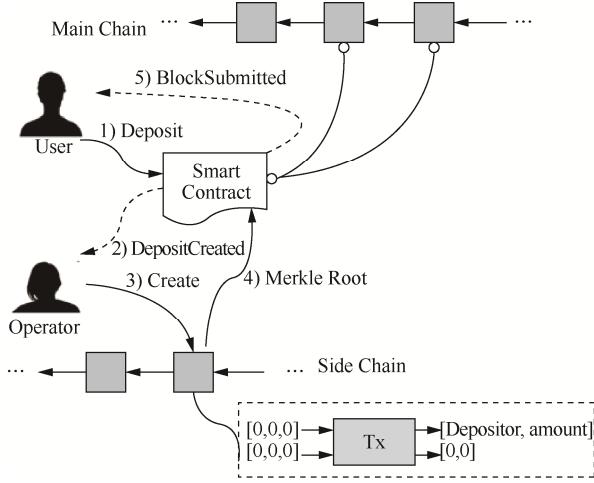 Main Chain
...
...
5) BlockSubmitted
User
1) Deposit
Smart
Contract
2) DepositCreated
3) Create
4) Merkle Root
Operator
...
...
Side Chain
[0,0,0]
[0,0,0]
Tx
[Depositor, amount]
[0,0]